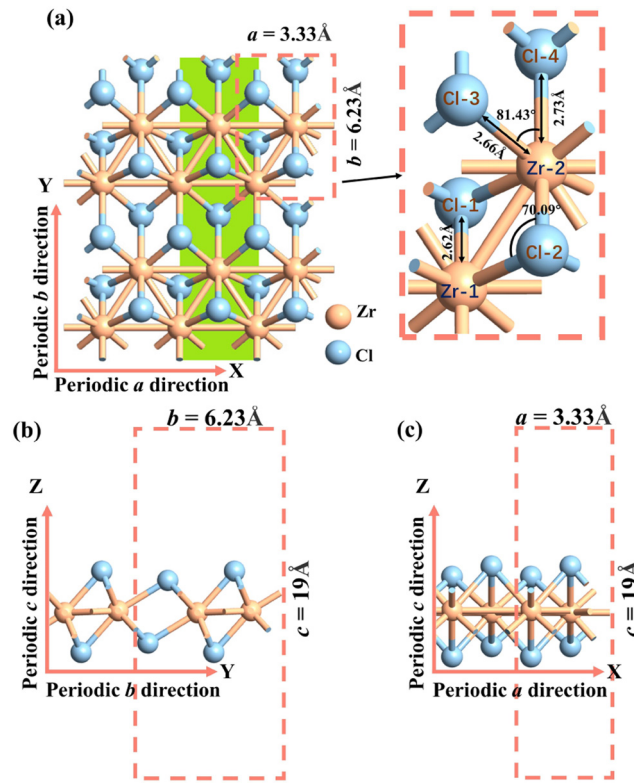 (a)
a = 3.33Å
b = 6.23Å
Y
Periodic b direction
X
Periodic a direction
Zr
Cl
Cl-4
Cl-3
81.43°
2.73Å
2.66Å
Zr-2
Cl-1
70.09°
2.62Å
Cl-2
Zr-1
(b)
b = 6.23Å
Z
Periodic c direction
c = 19Å
Y
Periodic b direction
(c)
a = 3.33Å
Z
Periodic c direction
c = 19Å
X
Periodic a direction